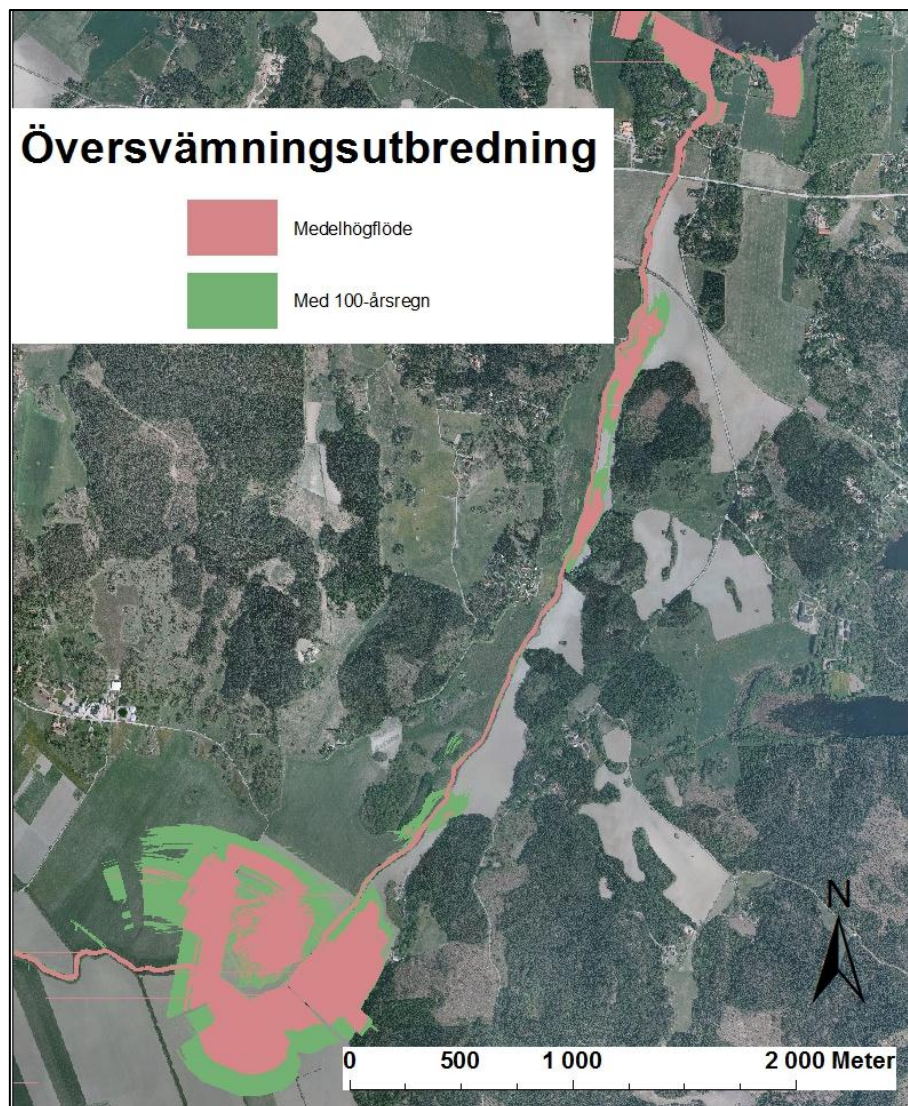 Översvämningsutbredning
Medelhögflöde
Med 100-årsregn
N
0 500 1 000 2 000 Meter